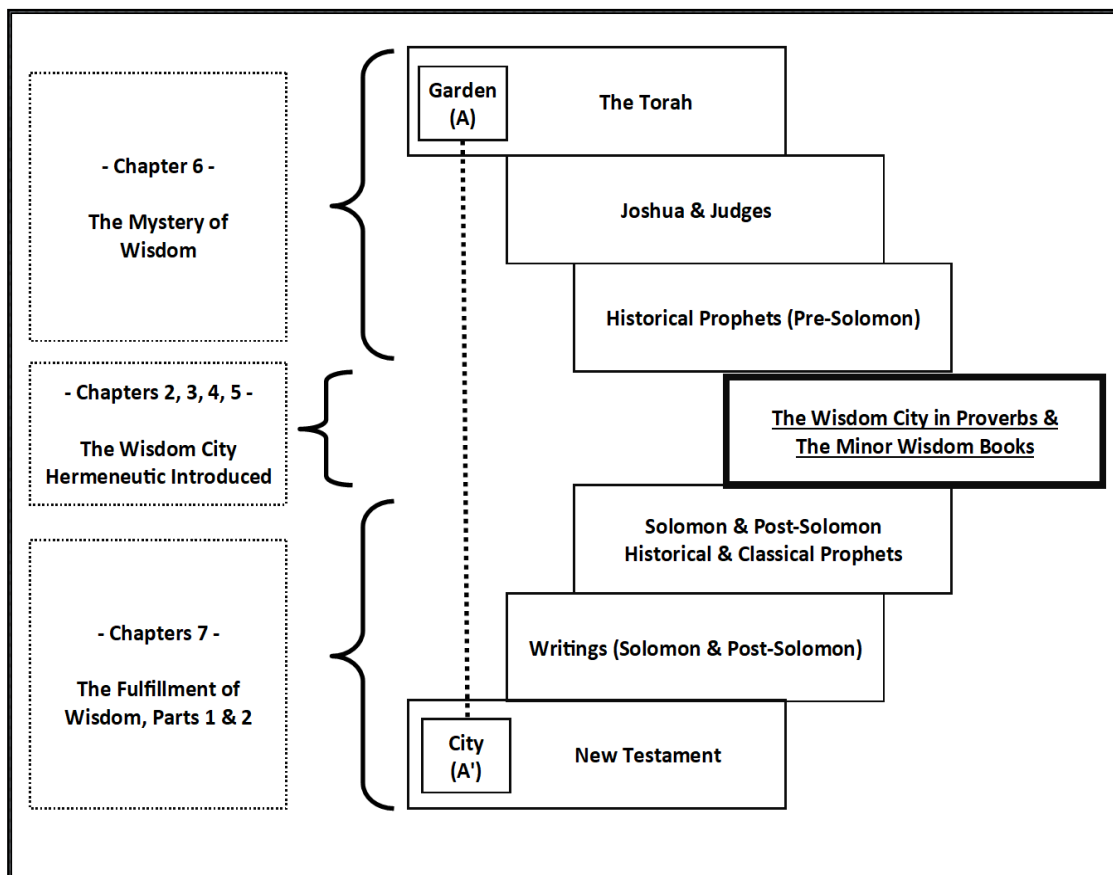 - Chapter 6 -
The Mystery of
Wisdom
Garden
(A)
The Torah
Joshua & Judges
Historical Prophets (Pre-Solomon)
- Chapters 2, 3, 4, 5 -
The Wisdom City
Hermeneutic Introduced
The Wisdom City in Proverbs &
The Minor Wisdom Books
- Chapters 7 -
The Fulfillment of
Wisdom, Parts 1 & 2
Solomon & Post-Solomon
Historical & Classical Prophets
Writings (Solomon & Post-Solomon)
City
(A')
New Testament